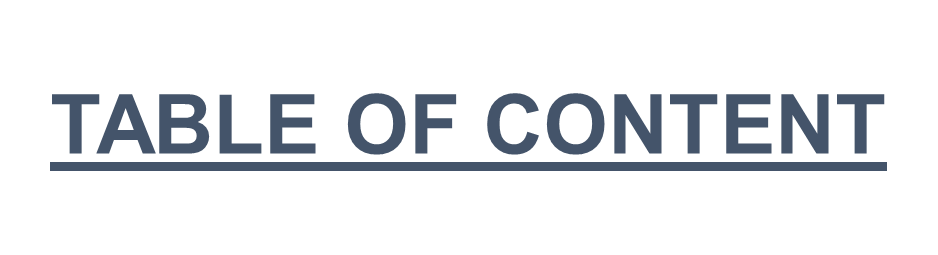 TABLE OF CONTENT